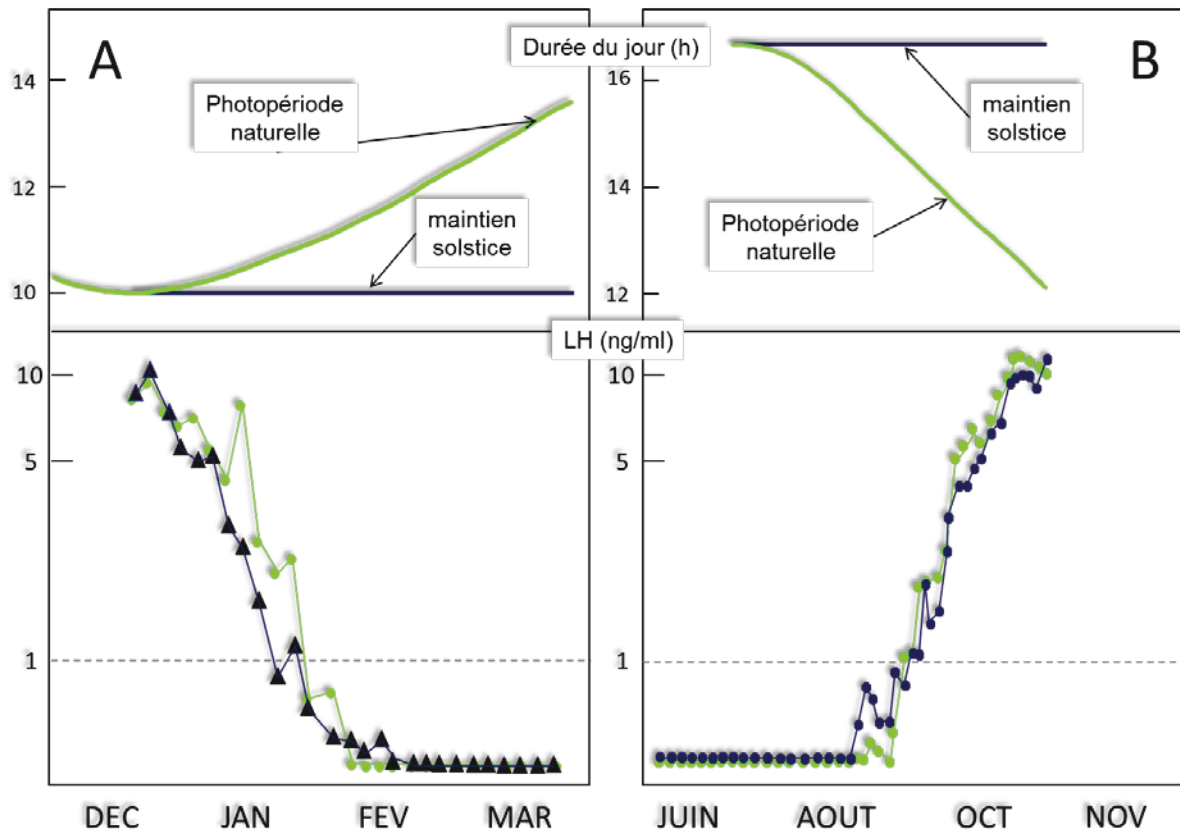 A
Durée du jour (h)
B
14
12
10
Photopériode
naturelle
maintien
solstice
16
14
12
maintien
solstice
Photopériode
naturelle
LH (ng/ml)
10
5
1
10
5
1
DEC JAN FEV MAR
JUIN AOUT OCT NOV